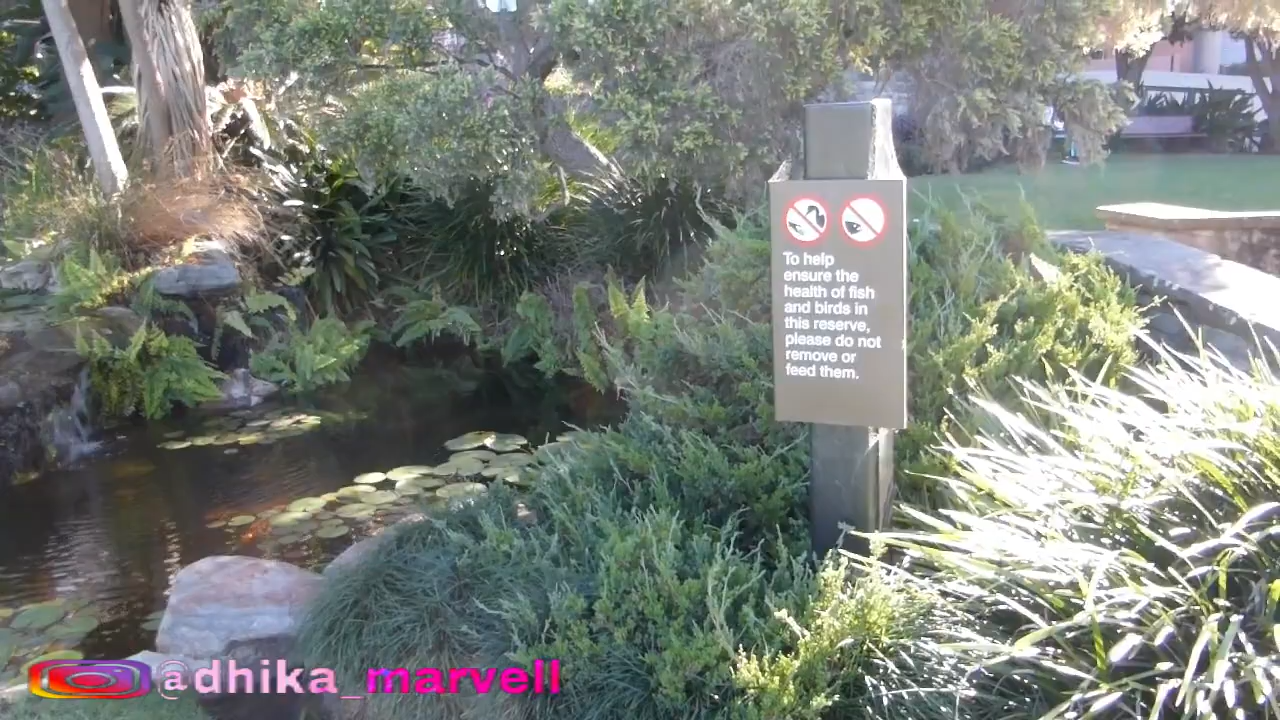 To help
ensure the
health of fish
and birds in
this reserve,
please do not
remove or
feed them.
@dhika_marvell